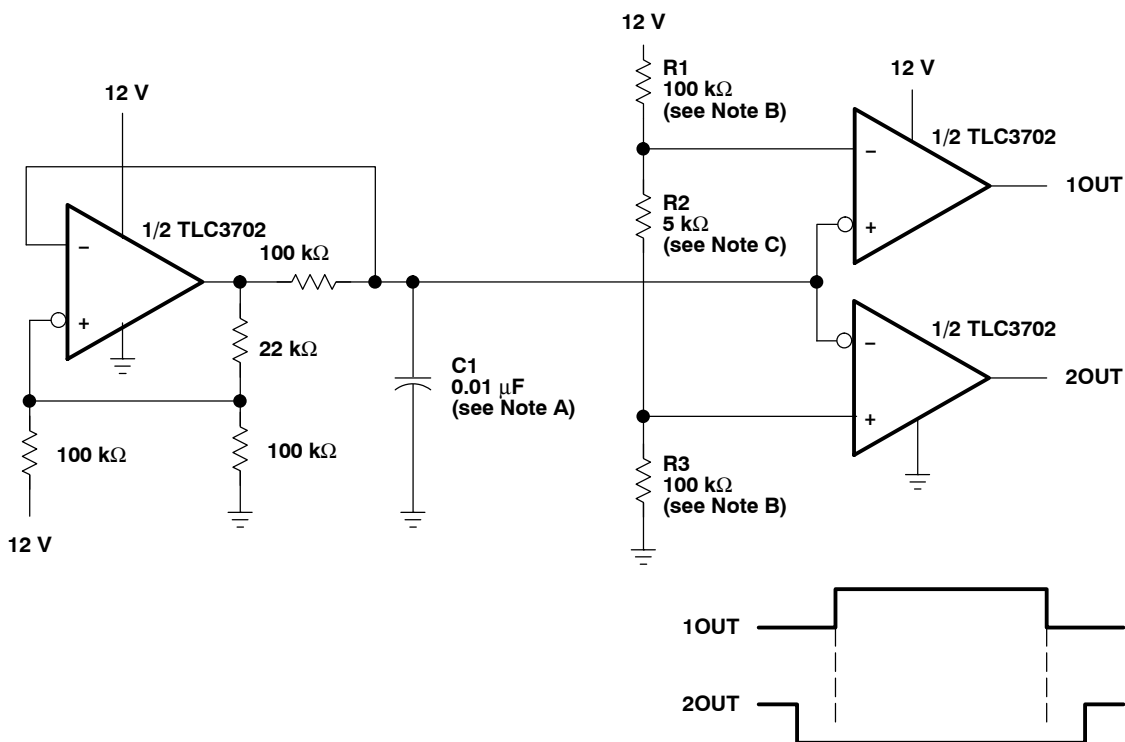 12 V
−
+
1/2 TLC3702
100 kΩ
22 kΩ
100 kΩ
100 kΩ
12 V
C1
0.01 μF
(see Note A)
12 V
R1
100 kΩ
(see Note B)
R2
5 kΩ
(see Note C)
R3
100 kΩ
(see Note B)
12 V
1/2 TLC3702
−
+
1OUT
1/2 TLC3702
−
+
2OUT
1OUT
2OUT